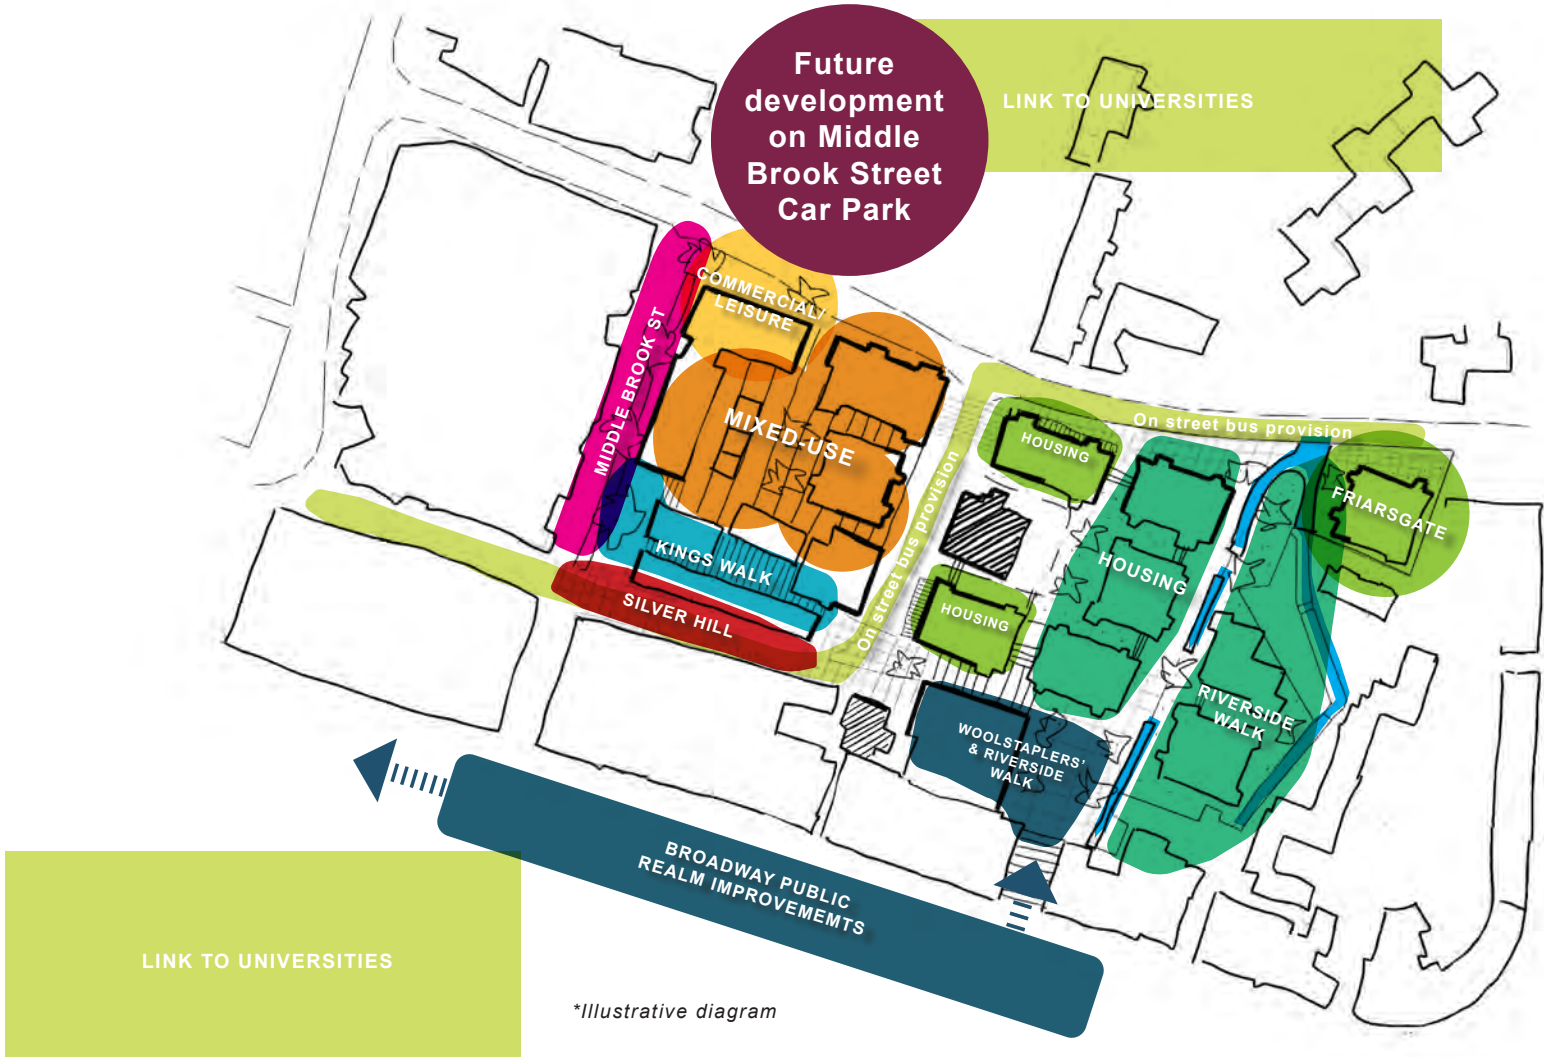 Future
development
on Middle
Brook Street
Car Park
LINK TO UNIVERSITIES
COMMERCIAL/
LEISURE
MIDDLE BROOK ST
MIXED-USE
On street bus provision
HOUSING
On street bus provision
FRIARSGATE
KINGS WALK
HOUSING
SILVER HILL
HOUSING
RIVERSIDE
WALK
WOOLSTAPLERS'
& RIVERSIDE
WALK
BROADWAY PUBLIC
REALM IMPROVEMEMTS
LINK TO UNIVERSITIES
*Illustrative diagram